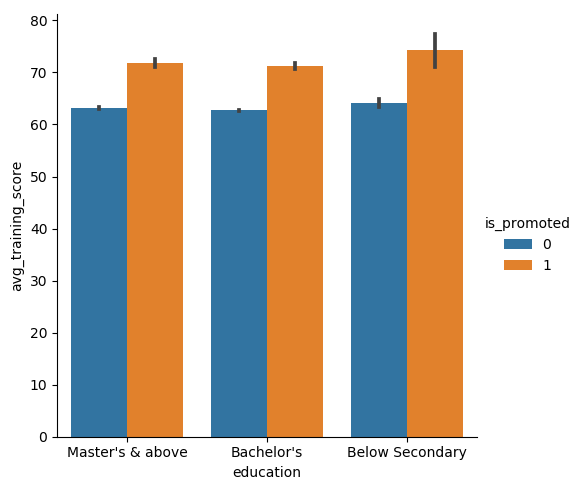 80
70
60
50
40
30
20
10
0
avg_training_score
Master's & above
Bachelor's
Below Secondary
education
is_promoted
0
1